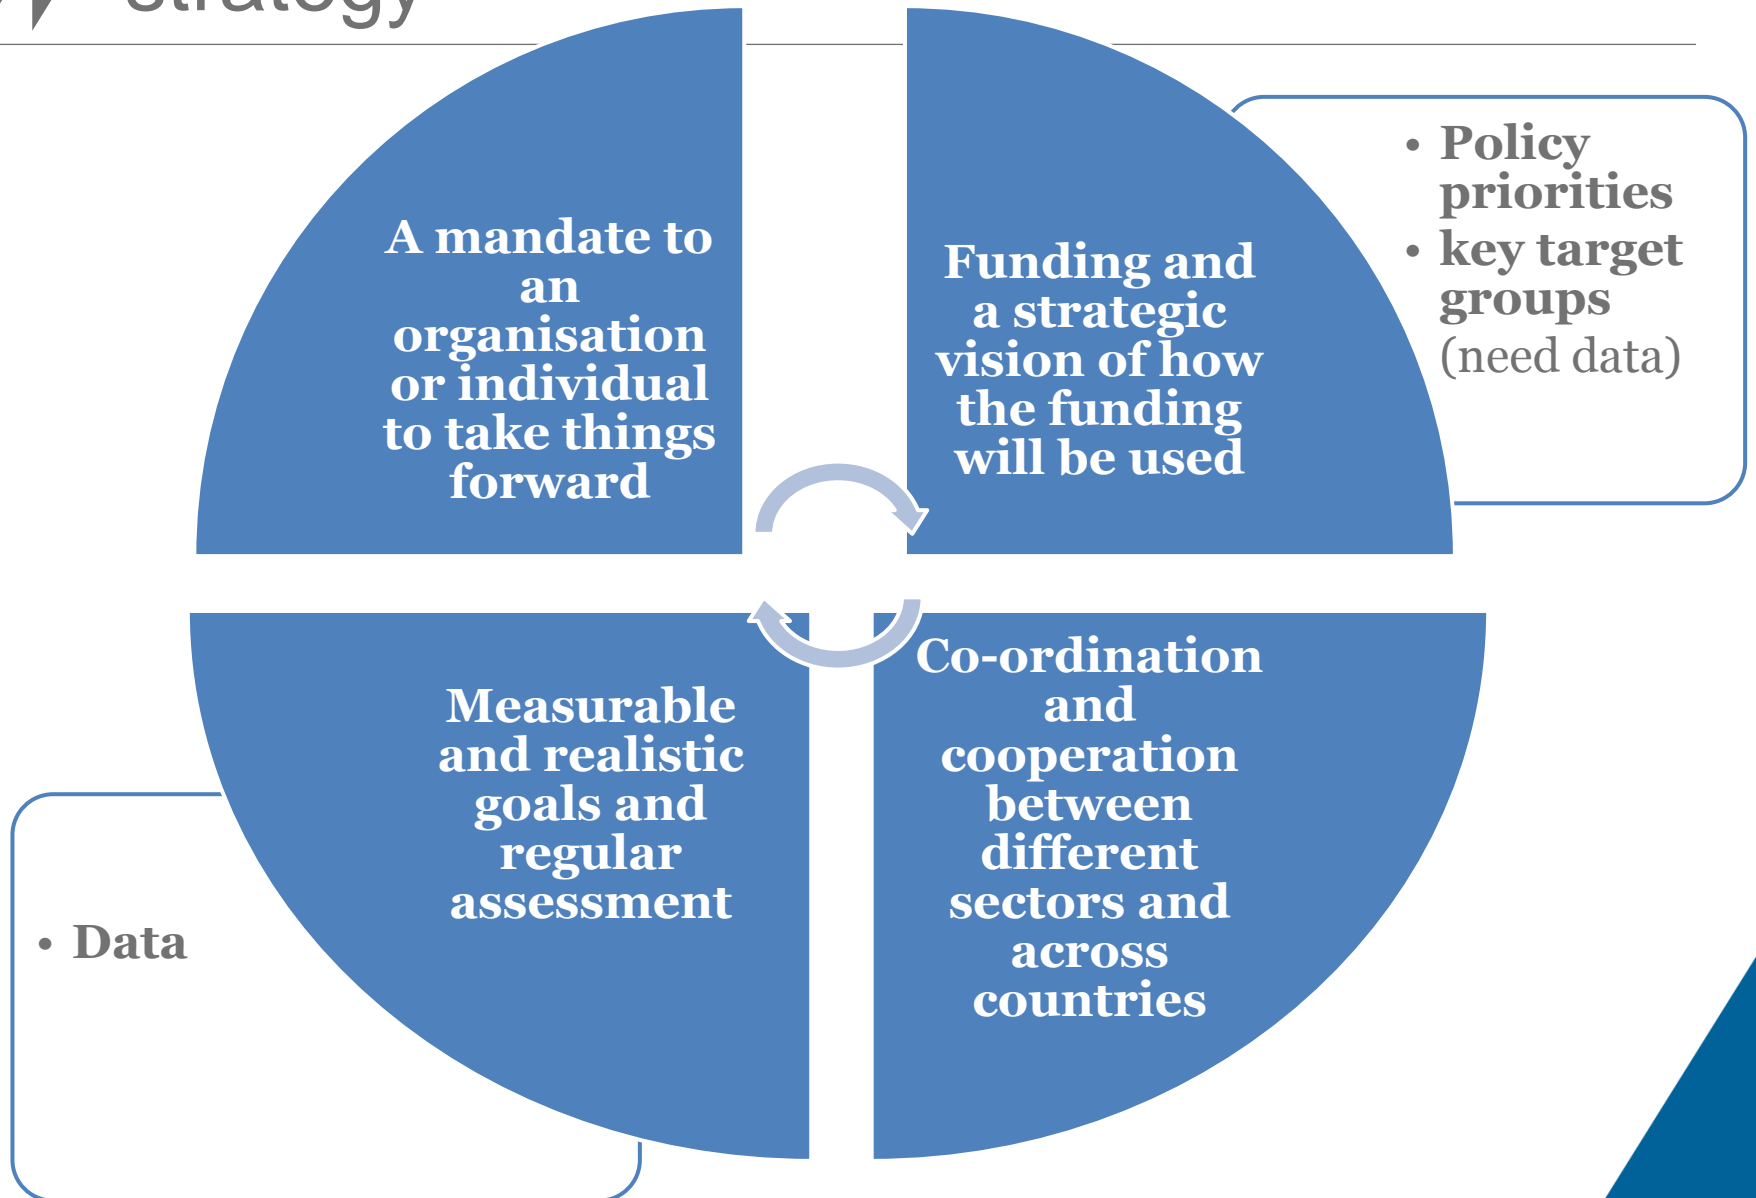 strategy
A mandate to
an
organisation
or individual
to take things
forward
Funding and
a strategic
vision of how
the funding
will be used
• Policy
priorities
• key target
groups
(need data)
Measurable
and realistic
goals and
regular
assessment
Co-ordination
and
cooperation
between
different
sectors and
across
countries
• Data